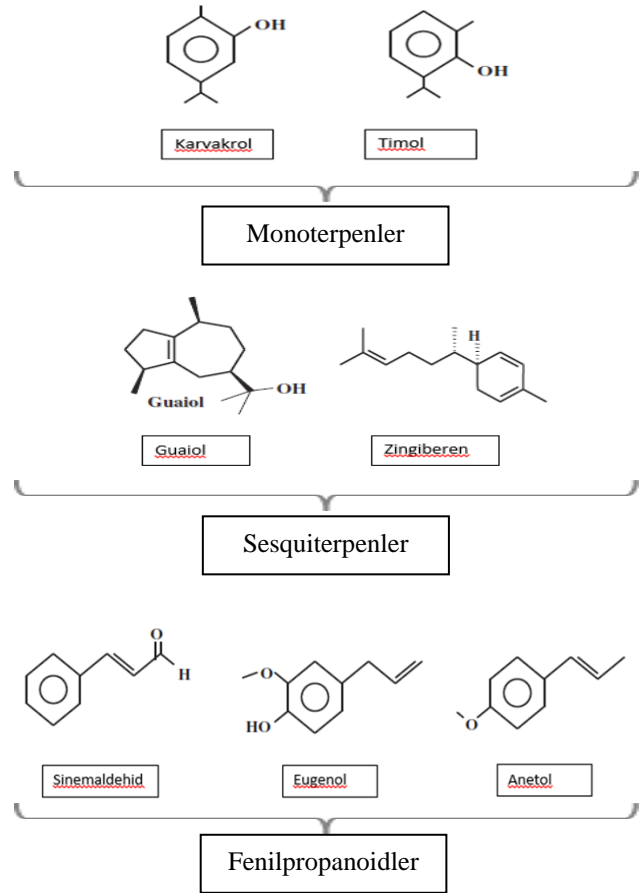 OH
OH
Karvakrol
Timol
Monoterpenler
H
OH
Guaiol
Guaiol
Zingiberen
Sesquiterpenler
O
H
O
HO
O
Sinemaldehid
Eugenol
Anetol
Fenilpropanoidler